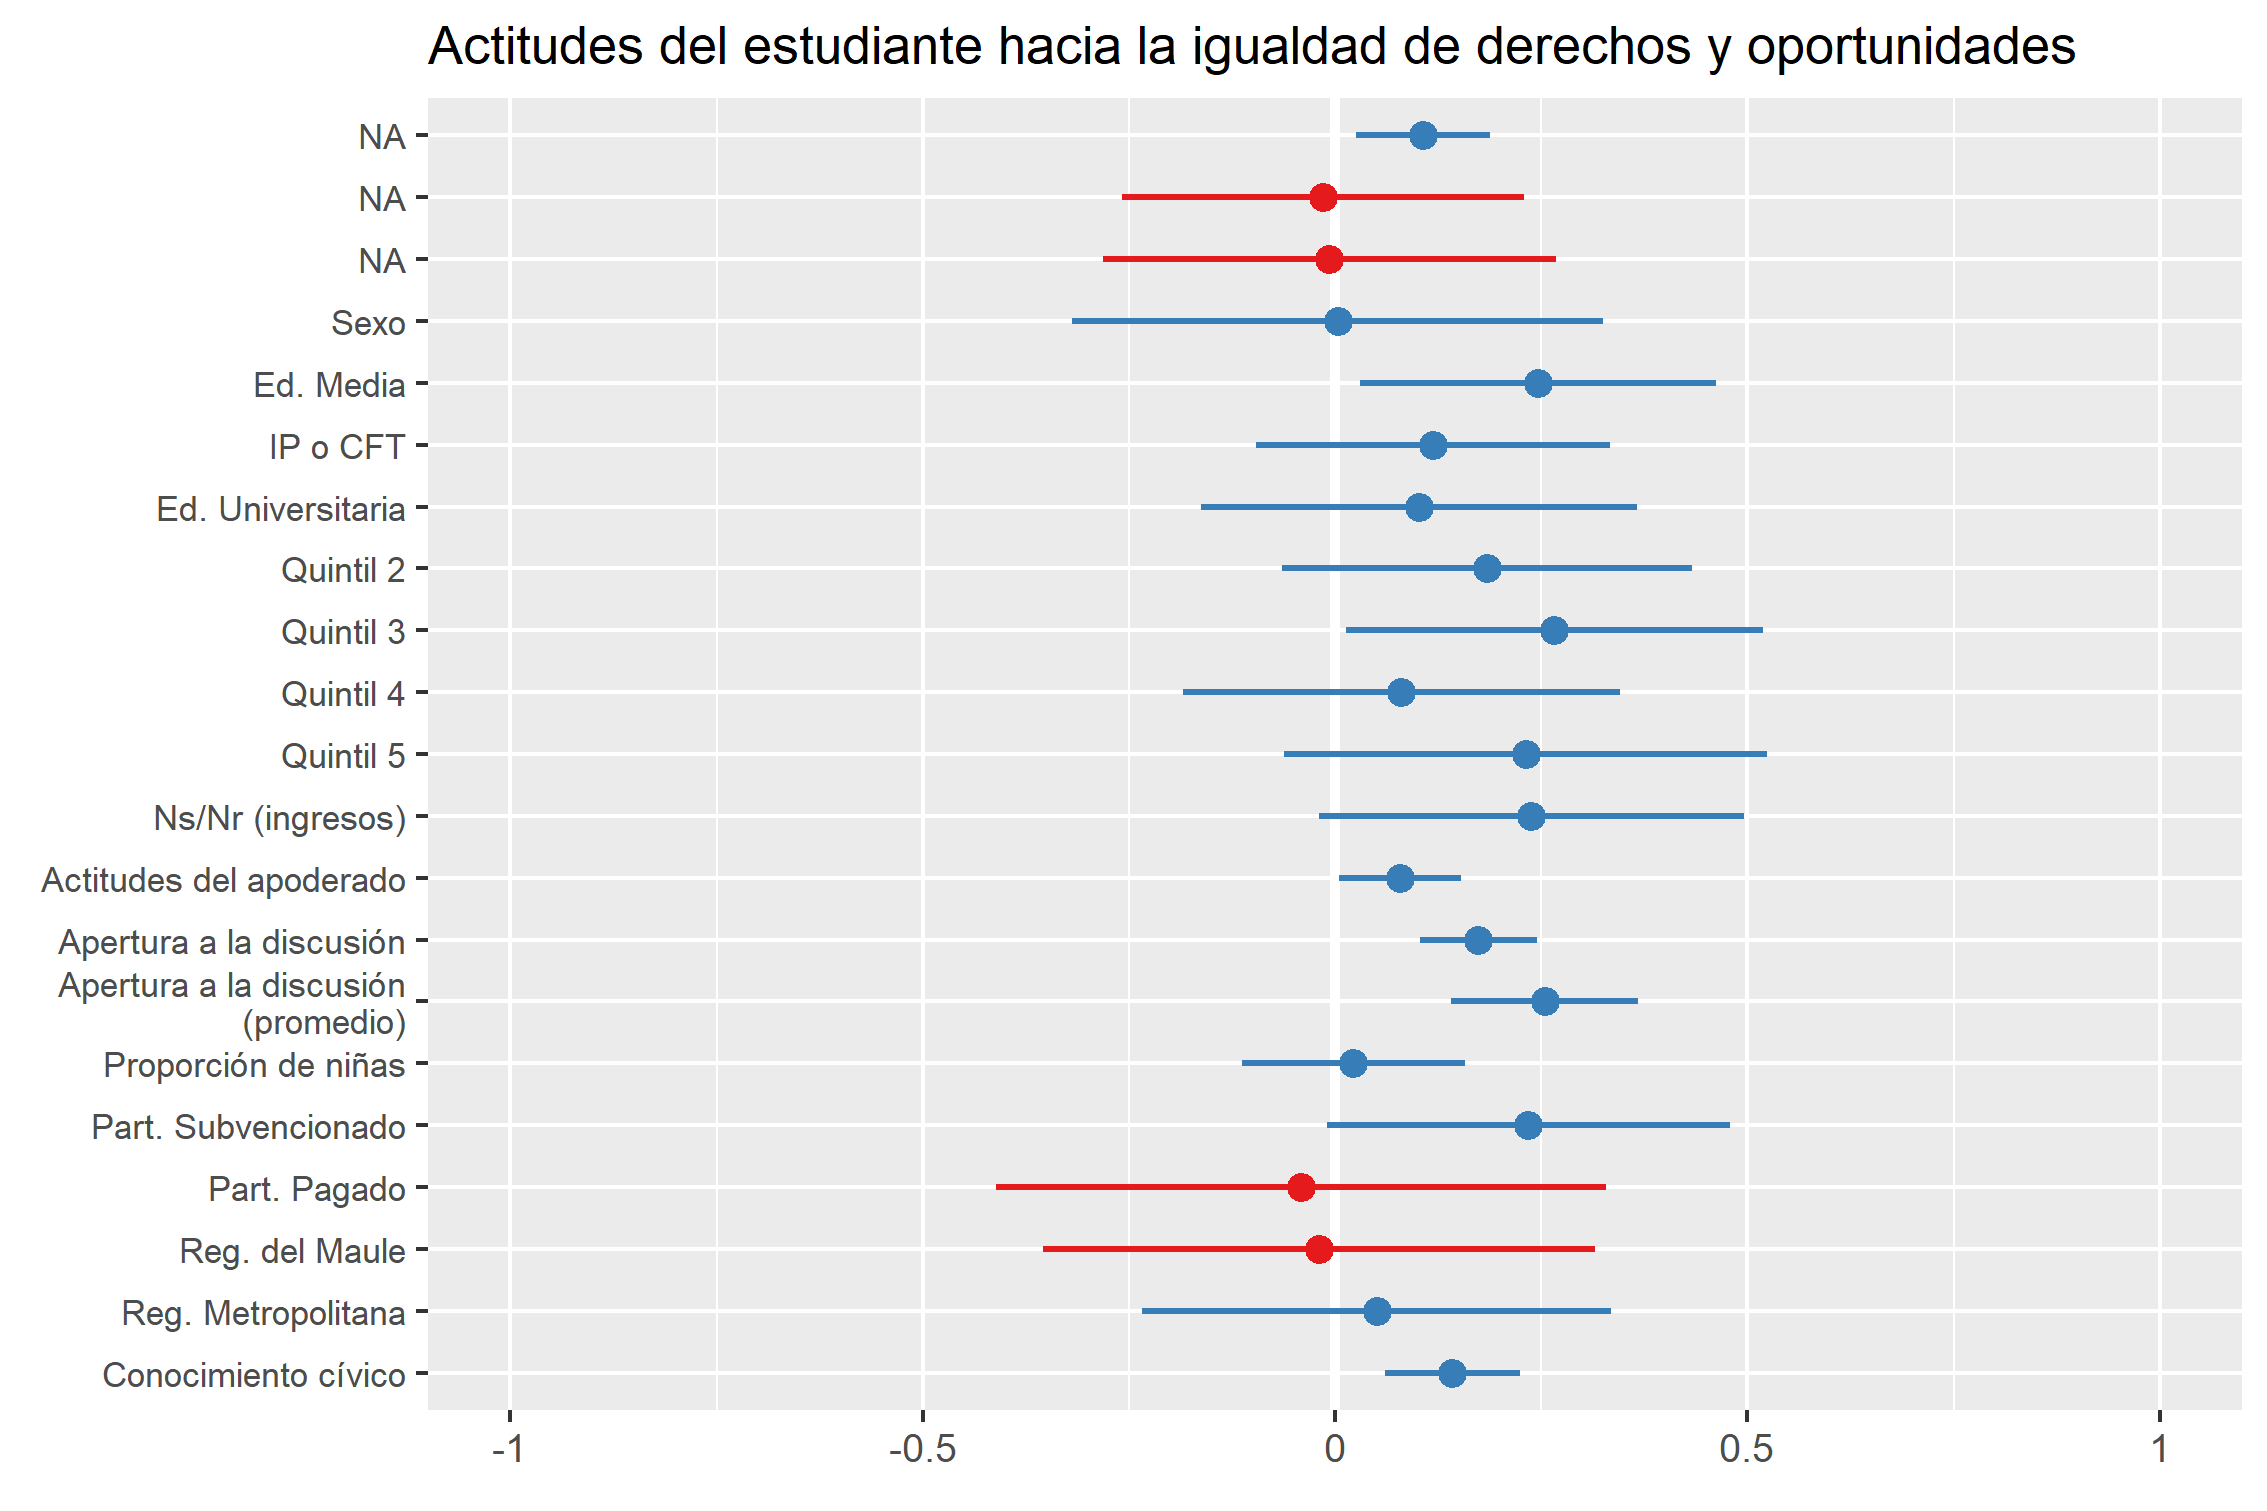 Actitudes del estudiante hacia la igualdad de derechos y oportunidades
NA
NA
NA
Sexo
Ed. Media
IP o CFT
Ed. Universitaria
Quintil 2
Quintil 3
Quintil 4
Quintil 5
Ns/Nr (ingresos)
Actitudes del apoderado
Apertura a la discusión
Apertura a la discusión
(promedio)
Proporción de niñas
Part. Subvencionado
Part. Pagado
Reg. del Maule
Reg. Metropolitana
Conocimiento cívico
-1 -0.5 0 0.5 1